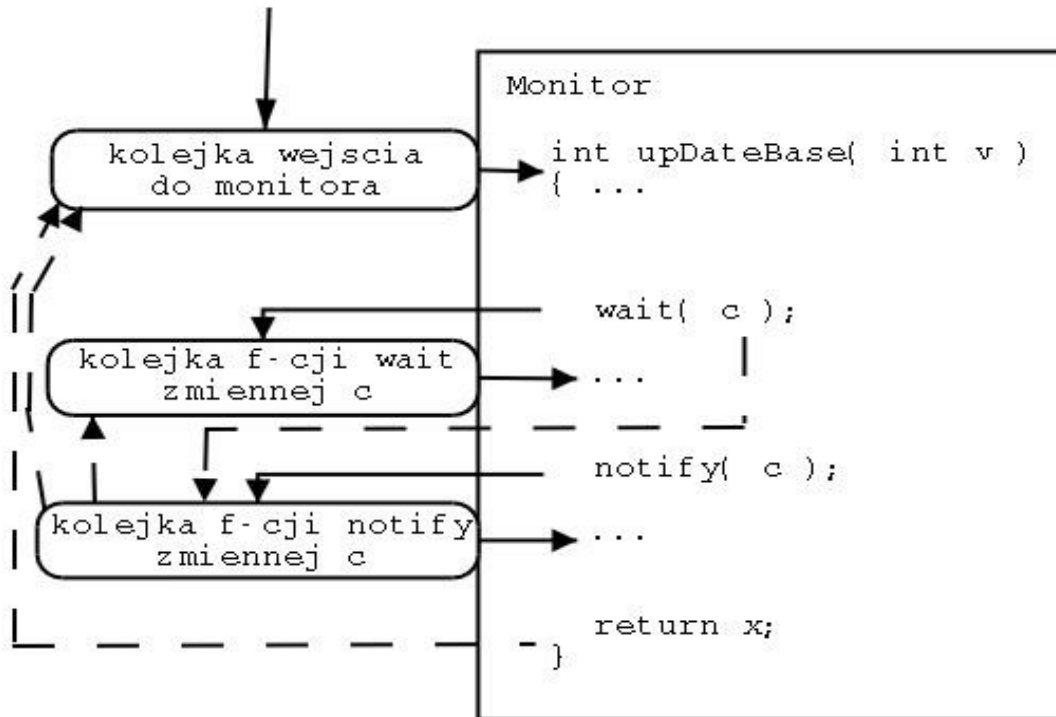 Monitor
kolejka wejscia
do monitora
int upDateBase( int v )
{ ...
wait( c );
kolejka f-cji wait
zmiennej c
...
notify( c );
kolejka f-cji notify
zmiennej c
...
return x;
}